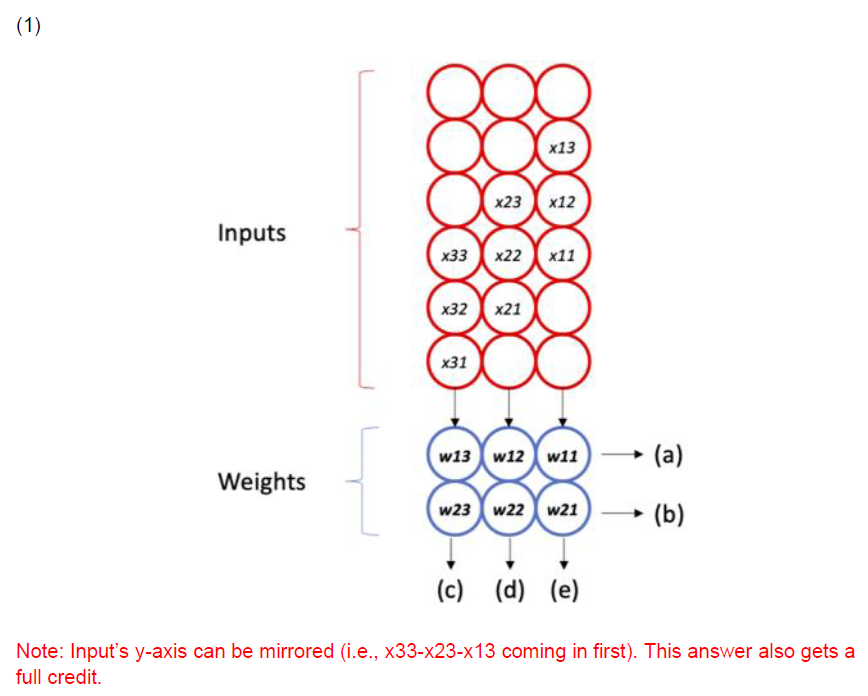 (1)
x13
x23 x12
Inputs
x33 x22 x11
x32 x21
x31
w13 w12 w11 (a)
Weights
w23 w22 w21 (b)
(c) (d) (e)
Note: Input's y-axis can be mirrored (i.e., x33-x23-x13 coming in first). This answer also gets a
full credit.